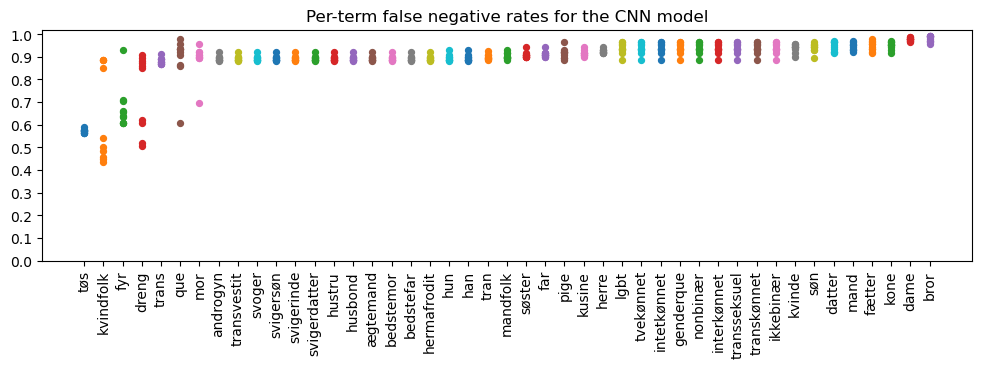 Per-term false negative rates for the CNN model
1.0
0.9
0.8
0.7
0.6
0.5
0.4
0.3
0.2
0.1
0.0
tøs
kvindfolk
fyr
dreng
trans
que
mor
androgyn
transvestit
svoger
svigersøn
svigerinde
svigerdatter
hustru
husbond
ægtemand
bedstemor
bedstefar
hermafrodit
hun
han
tran
mandfolk
søster
far
pige
kusine
herre
lgbt
tvekønnet
intetkønnet
genderque
nonbinær
interkønnet
transseksuel
transkønnet
ikkebinær
kvinde
søn
datter
mand
fætter
kone
dame
bror